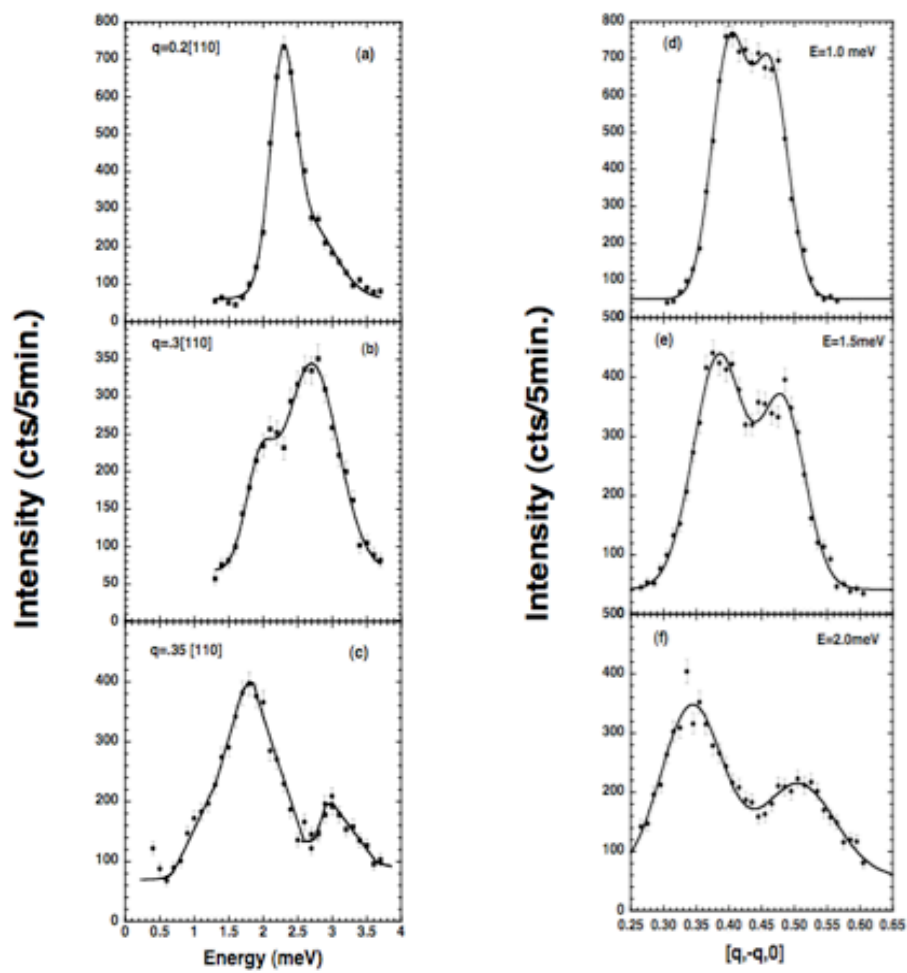 800
q=0.2[110]
(a)
700
600
500
400
300
200
100
0
q=.3[110]
(b)
350
300
250
200
150
100
50
0
q=.35 [110]
(c)
400
300
200
100
0
0 0.5 1 1.5 2 2.5 3 3.5 4
Energy (meV)
Intensity (cts/5min.)
800
(d)
E=1.0 meV
700
600
500
400
300
200
100
500
(e)
E=1.5meV
400
300
200
100
500
(f)
E=2.0meV
400
300
200
100
0
0.25 0.30 0.35 0.40 0.45 0.50 0.55 0.60 0.65
[q,-q,0]
Intensity (cts/5min.)